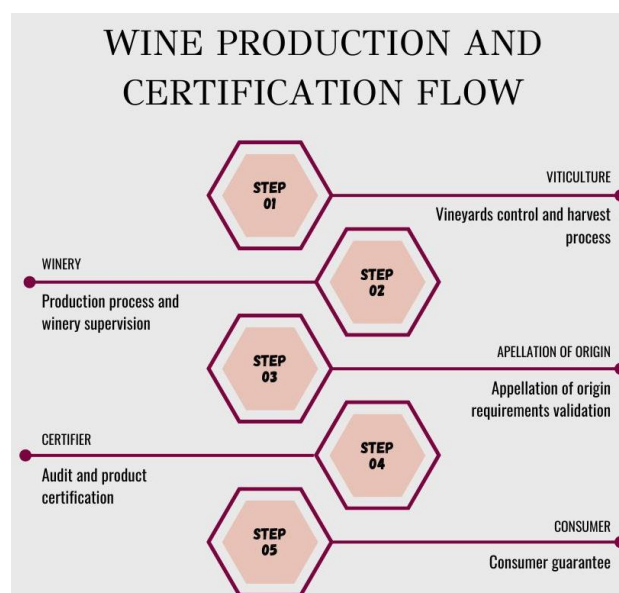 WINE PRODUCTION AND
CERTIFICATION FLOW
STEP
01
VITICULTURE
Vineyards control and harvest
process
WINERY
Production process and
winery supervision
STEP
02
STEP
03
APELLATION OF ORIGIN
Appellation of origin
requirements validation
CERTIFIER
Audit and product
certification
STEP
04
STEP
05
CONSUMER
Consumer guarantee